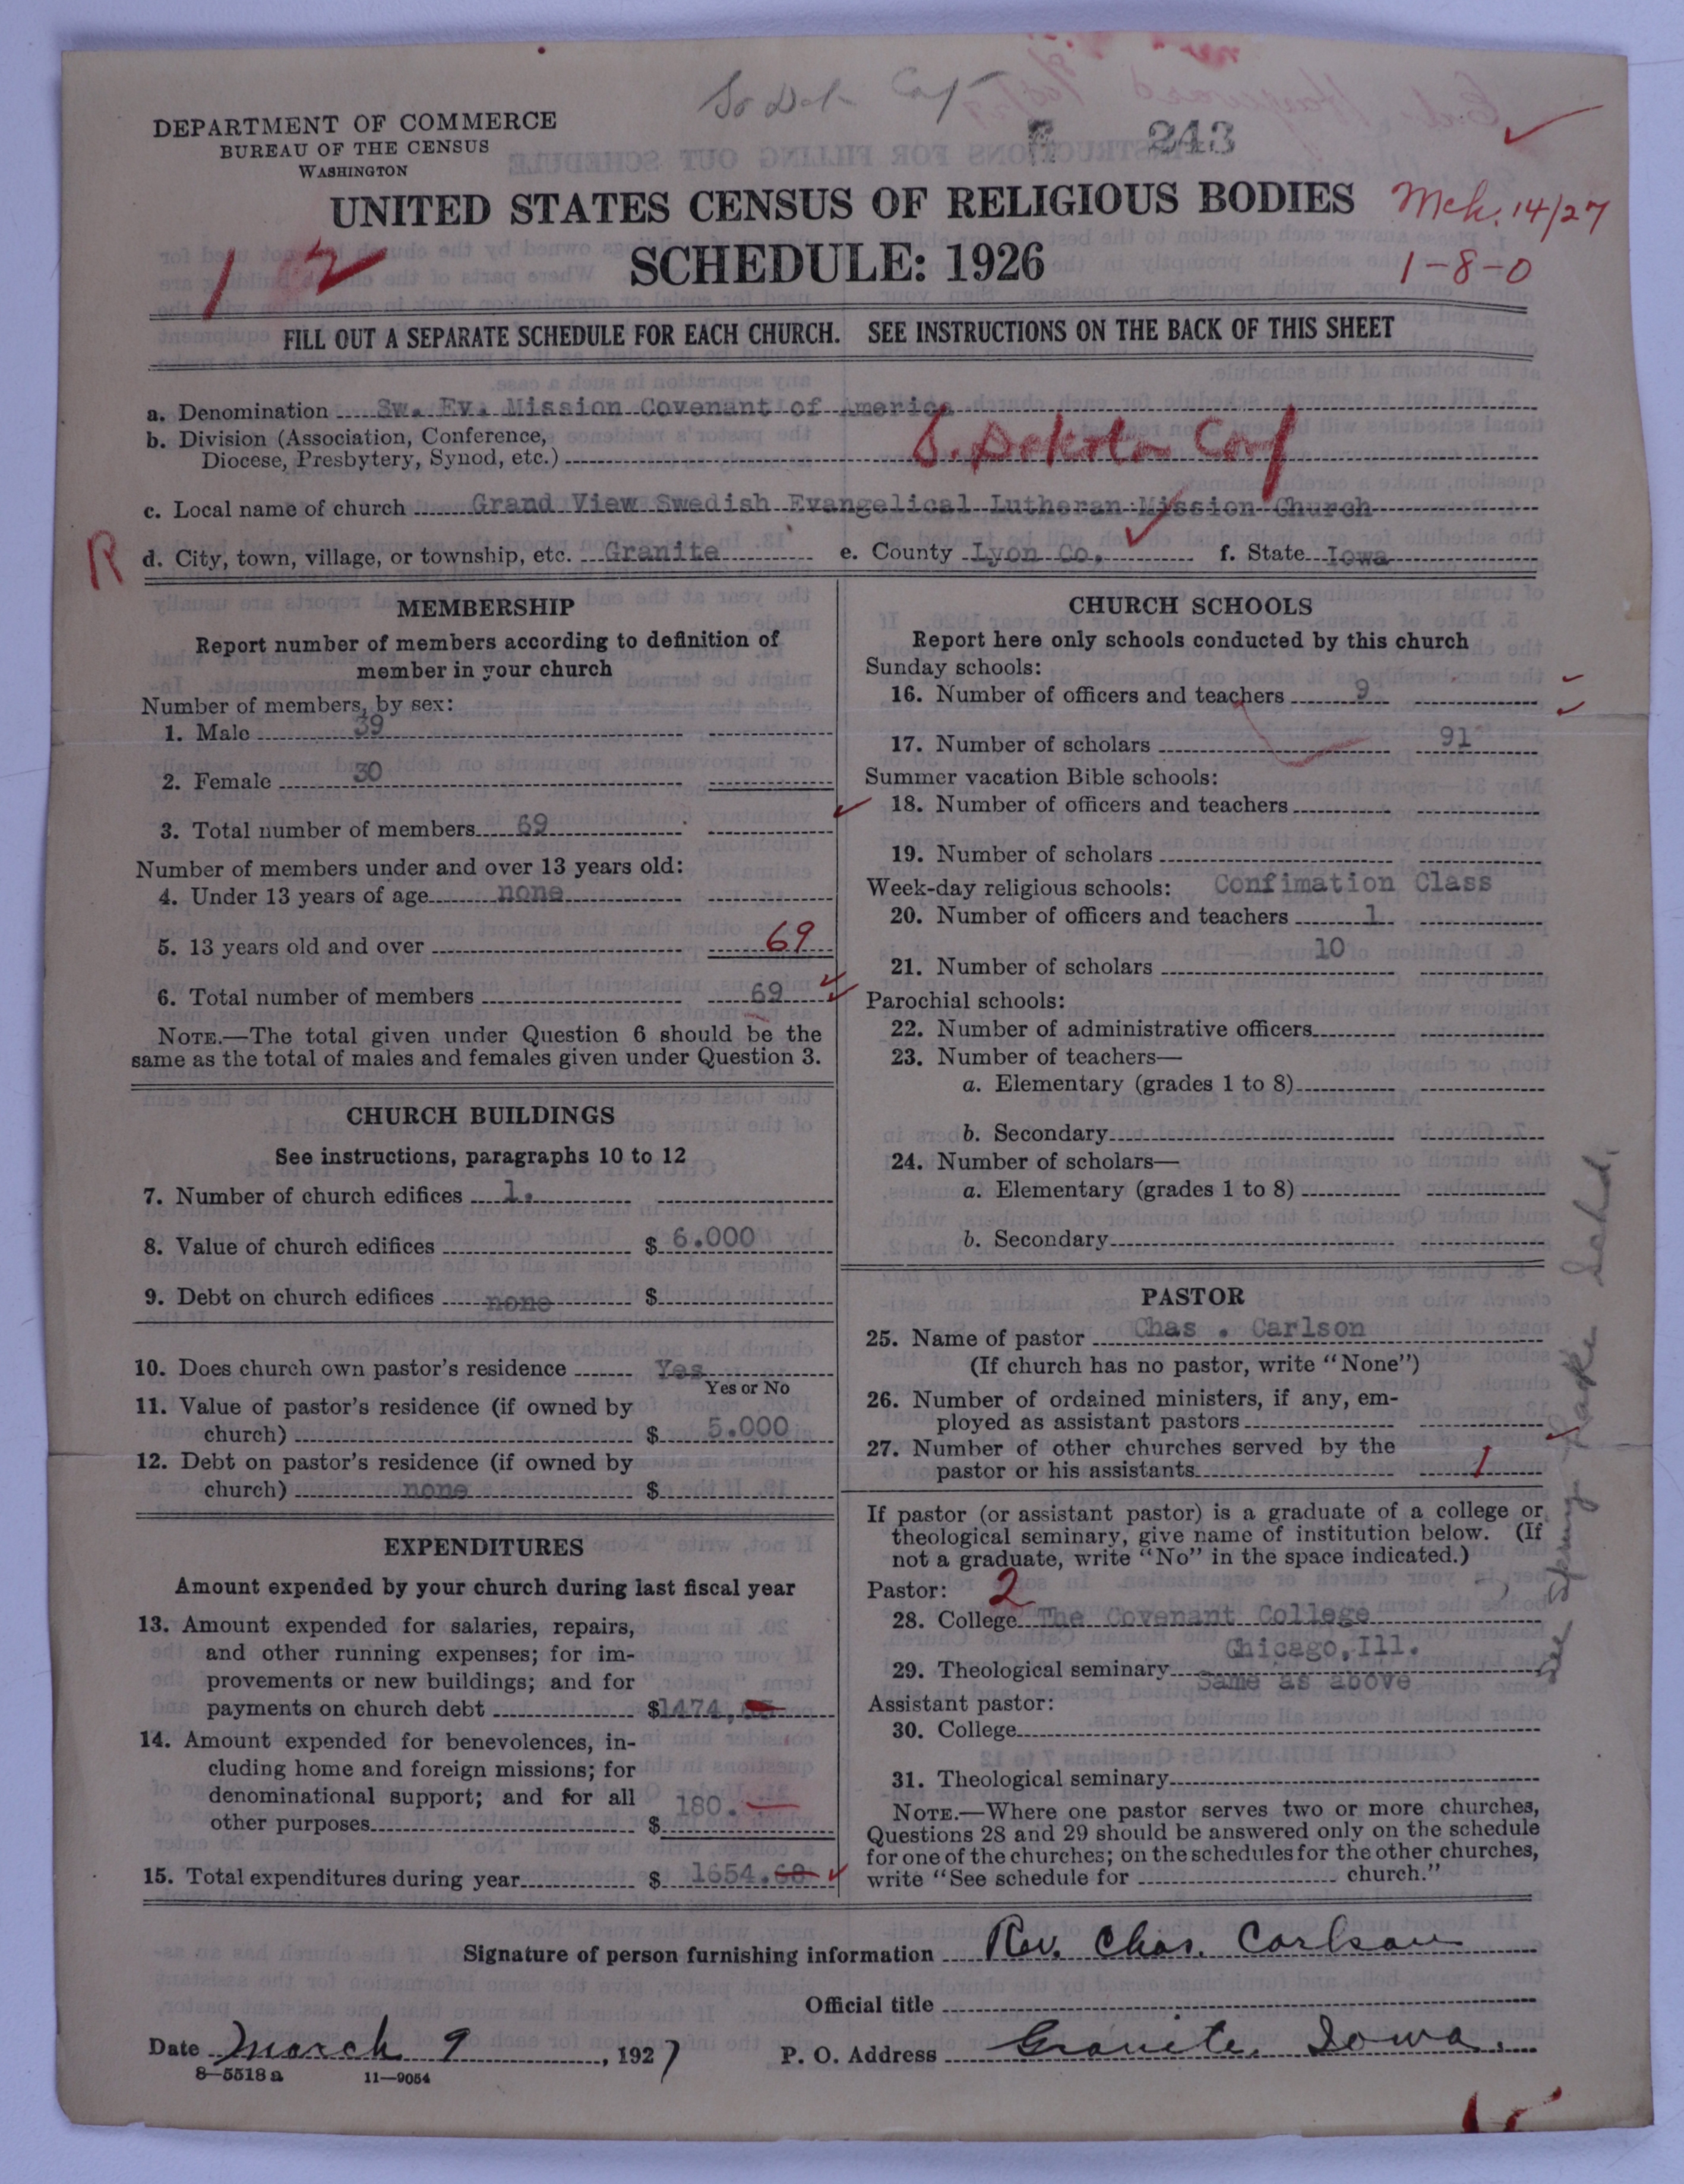 So Dak Conf
DEPARTMENT OF COMMERCE
BUREAU OF THE CENSUS
WASHINGTON
243
UNITED STATES CENSUS OF RELIGIOUS BODIES
Mch. 14/27
SCHEDULE: 1926
1 2
1-8-0
FILL OUT A SEPARATE SCHEDULE FOR EACH CHURCH. SEE INSTRUCTIONS ON THE BACK OF THIS SHEET
a. Denomination Sw. Ev. Mission Covenant of America
b. Division (Association, Conference,
Diocese, Presbytery, Synod, etc.) S. Dakota Conf
c. Local name of church Grand View Swedish Evangelical Lutheran Mission Church
R
d. City, town, village, or township, etc. Granite e. County Lyon Co. f. State Iowa
MEMBERSHIP
Report number of members according to definition of
member in your church
Number of members, by sex:
1. Male 39
2. Female 30
3. Total number of members 69
Number of members under and over 13 years old:
4. Under 13 years of age none
5. 13 years old and over 69
6. Total number of members 69
NOTE.—The total given under Question 6 should be the
same as the total of males and females given under Question 3.
CHURCH BUILDINGS
See instructions, paragraphs 10 to 12
7. Number of church edifices 1.
8. Value of church edifices $ 6.000
9. Debt on church edifices none $
10. Does church own pastor's residence Yes
Yes or No
11. Value of pastor's residence (if owned by
church) $ 5.000
12. Debt on pastor's residence (if owned by
church) none $
EXPENDITURES
Amount expended by your church during last fiscal year
13. Amount expended for salaries, repairs,
and other running expenses; for im-
provements or new buildings; and for
payments on church debt $1474,
14. Amount expended for benevolences, in-
cluding home and foreign missions; for
denominational support; and for all
other purposes $ 180.
15. Total expenditures during year $ 1654.68
CHURCH SCHOOLS
Report here only schools conducted by this church
Sunday schools:
16. Number of officers and teachers 9
17. Number of scholars 91
Summer vacation Bible schools:
18. Number of officers and teachers
19. Number of scholars
Week-day religious schools: Confimation Class
20. Number of officers and teachers 1
21. Number of scholars 10
Parochial schools:
22. Number of administrative officers
23. Number of teachers—
a. Elementary (grades 1 to 8)
b. Secondary
24. Number of scholars—
a. Elementary (grades 1 to 8)
b. Secondary
PASTOR
25. Name of pastor Chas . Carlson
(If church has no pastor, write "None")
26. Number of ordained ministers, if any, em-
ployed as assistant pastors
27. Number of other churches served by the
pastor or his assistants 1
If pastor (or assistant pastor) is a graduate of a college or
theological seminary, give name of institution below. (If
not a graduate, write "No" in the space indicated.)
Pastor: 2
28. College The Covenant College
Chicago,Ill.
29. Theological seminary Same as above
Assistant pastor:
30. College
31. Theological seminary
NOTE.—Where one pastor serves two or more churches,
Questions 28 and 29 should be answered only on the schedule
for one of the churches; on the schedules for the other churches,
write "See schedule for church."
Signature of person furnishing information Rev. Chas. Carlson
Official title
Date March 9, 1927 P. O. Address Granite, Iowa.
8—5518 a 11—9054